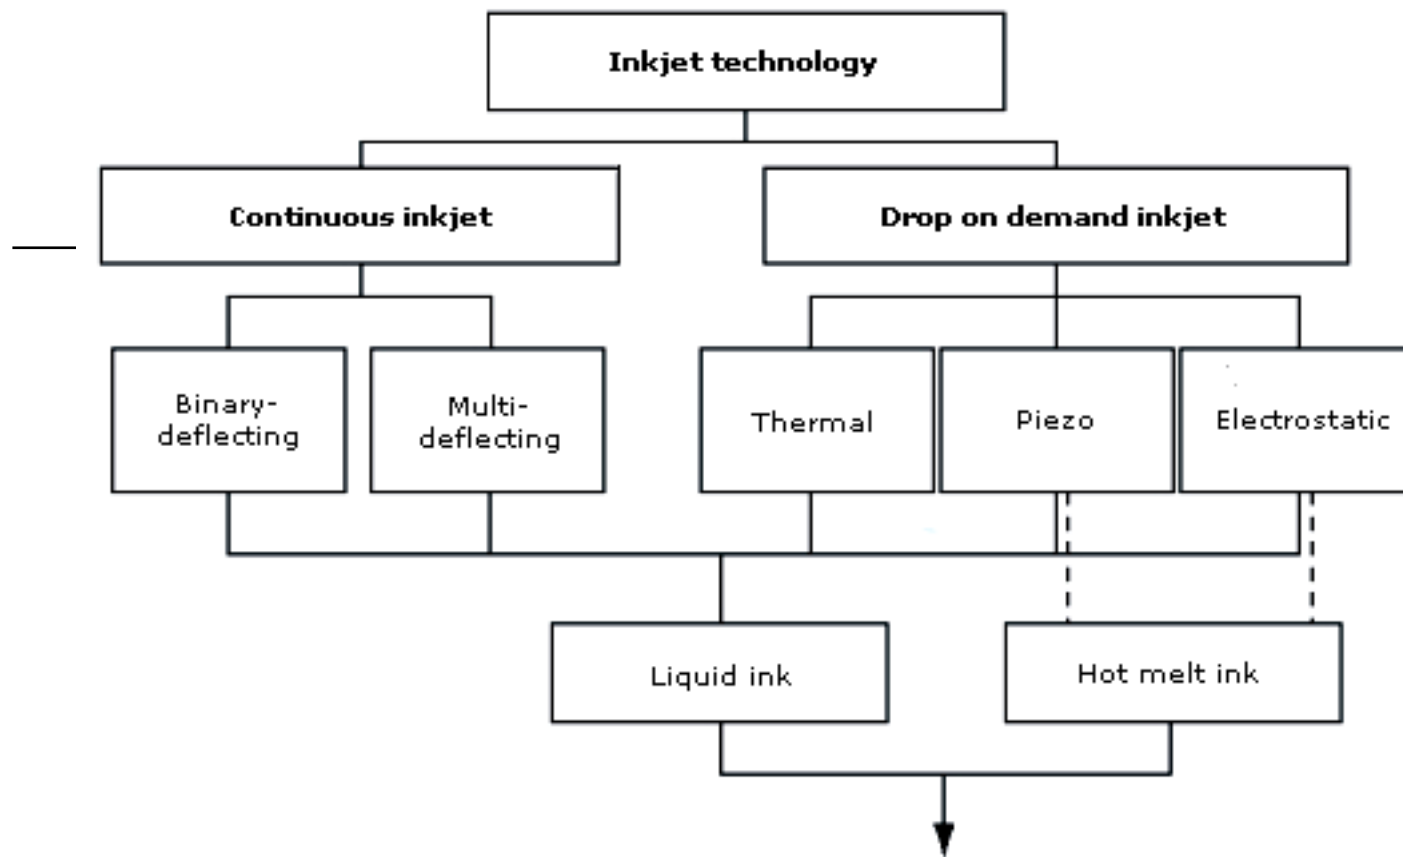 Inkjet technology
Continuous inkjet
Drop on demand inkjet
Binary-
deflecting
Multi-
deflecting
Thermal
Piezo
Electrostatic
Liquid ink
Hot melt ink